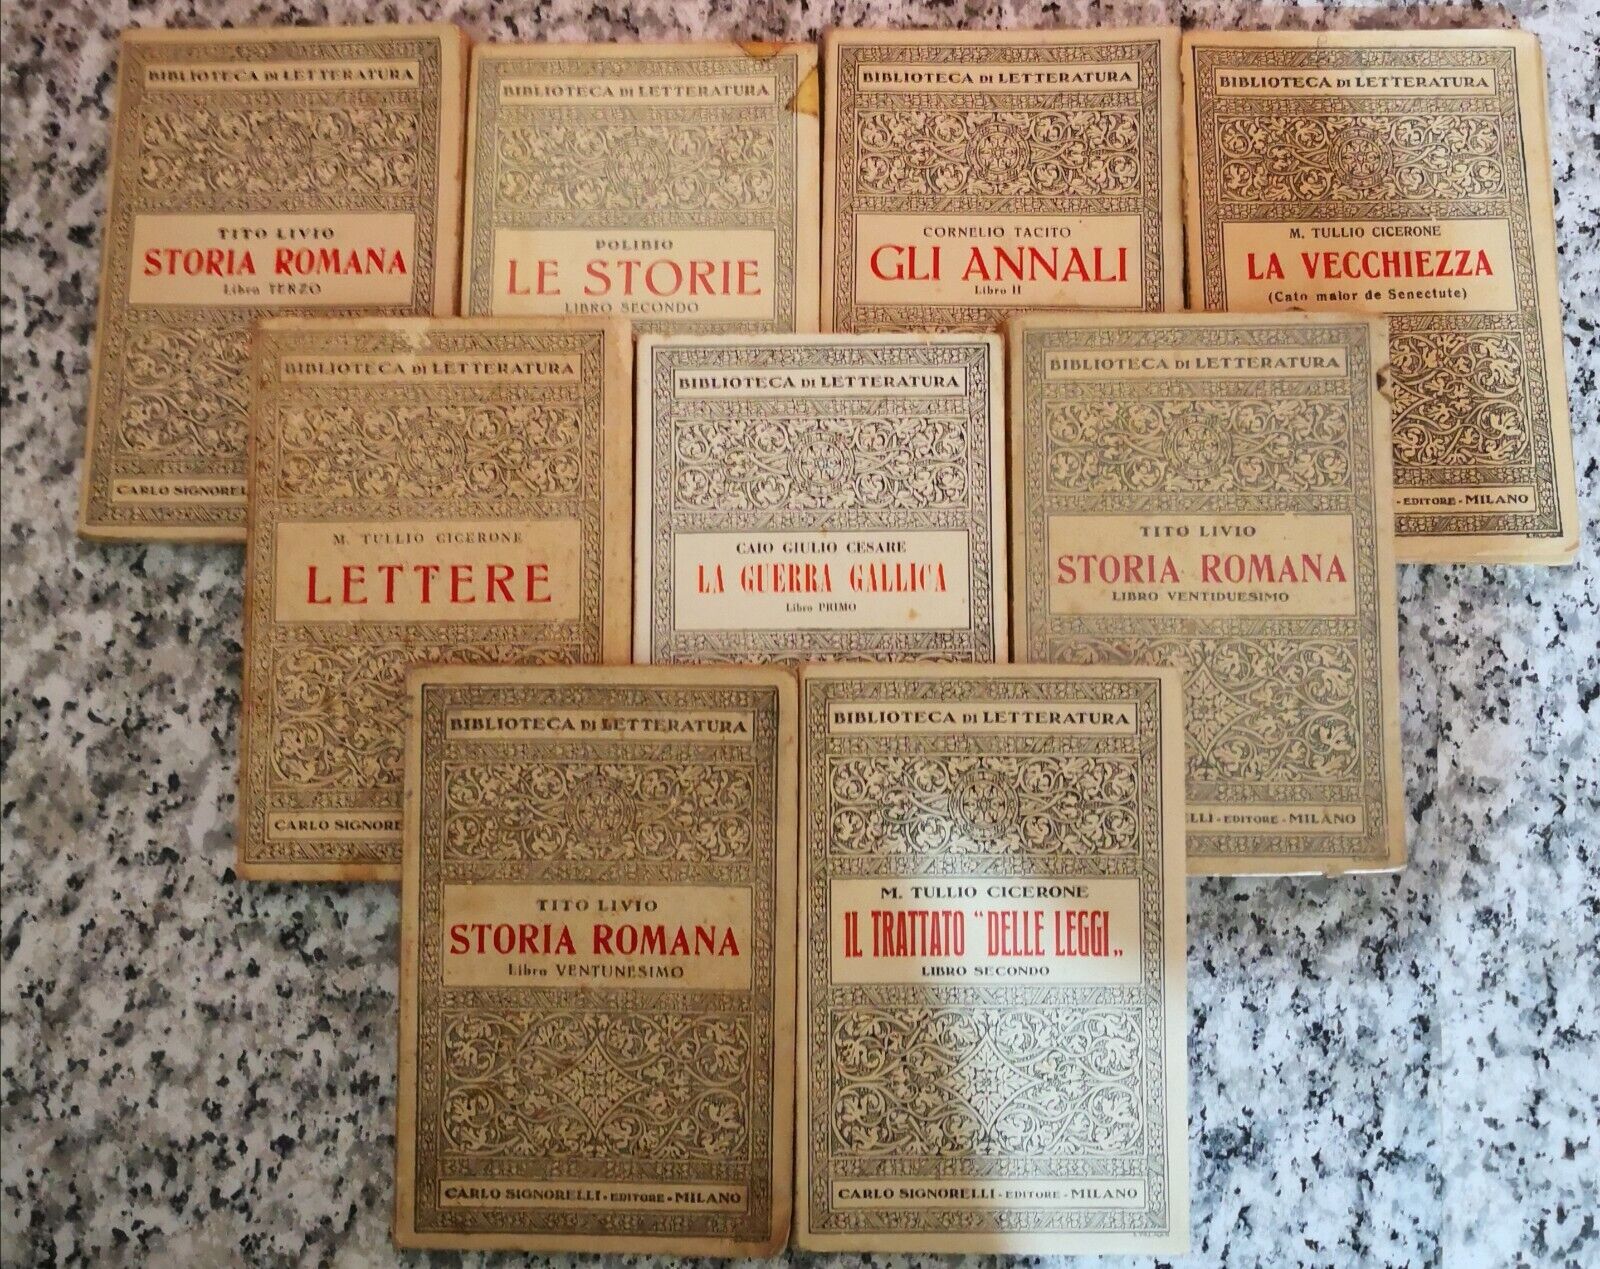 BIBLIOTECA DI LETTERATURA
TITO LIVIO
STORIA ROMANA
Libro TERZO
CARLO SIGNORELLI
BIBLIOTECA DI LETTERATURA
POLIBIO
LE STORIE
LIBRO SECONDO
BIBLIOTECA DI LETTERATURA
CORNELIO TACITO
GLI ANNALI
Libro II
BIBLIOTECA DI LETTERATURA
M. TULLIO CICERONE
LA VECCHIEZZA
(Cato maior de Senectute)
- EDITORE - MILANO
BIBLIOTECA DI LETTERATURA
M. TULLIO CICERONE
LETTERE
CARLO SIGNORE
BIBLIOTECA DI LETTERATURA
CAIO GIULIO CESARE
LA GUERRA GALLICA
Libro PRIMO
BIBLIOTECA DI LETTERATURA
TITO LIVIO
STORIA ROMANA
LIBRO VENTIDUESIMO
ELLI - EDITORE - MILANO
BIBLIOTECA DI LETTERATURA
TITO LIVIO
STORIA ROMANA
Libro VENTUNESIMO
CARLO SIGNORELLI - EDITORE - MILANO
BIBLIOTECA DI LETTERATURA
M. TULLIO CICERONE
IL TRATTATO "DELLE LEGGI„
LIBRO SECONDO
CARLO SIGNORELLI - EDITORE - MILANO